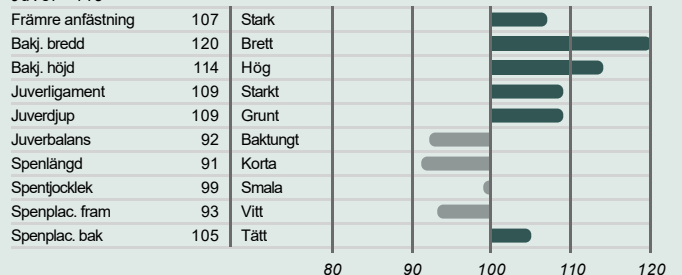 Främre anfästning 107 Stark
Bakj. bredd 120 Brett
Bakj. höjd 114 Hög
Juverligament 109 Starkt
Juverdjup 109 Grunt
Juverbalans 92 Baktungt
Spenlängd 91 Korta
Spentjocklek 99 Smala
Spenplac. fram 93 Vitt
Spenplac. bak 105 Tätt
80 90 100 110 120